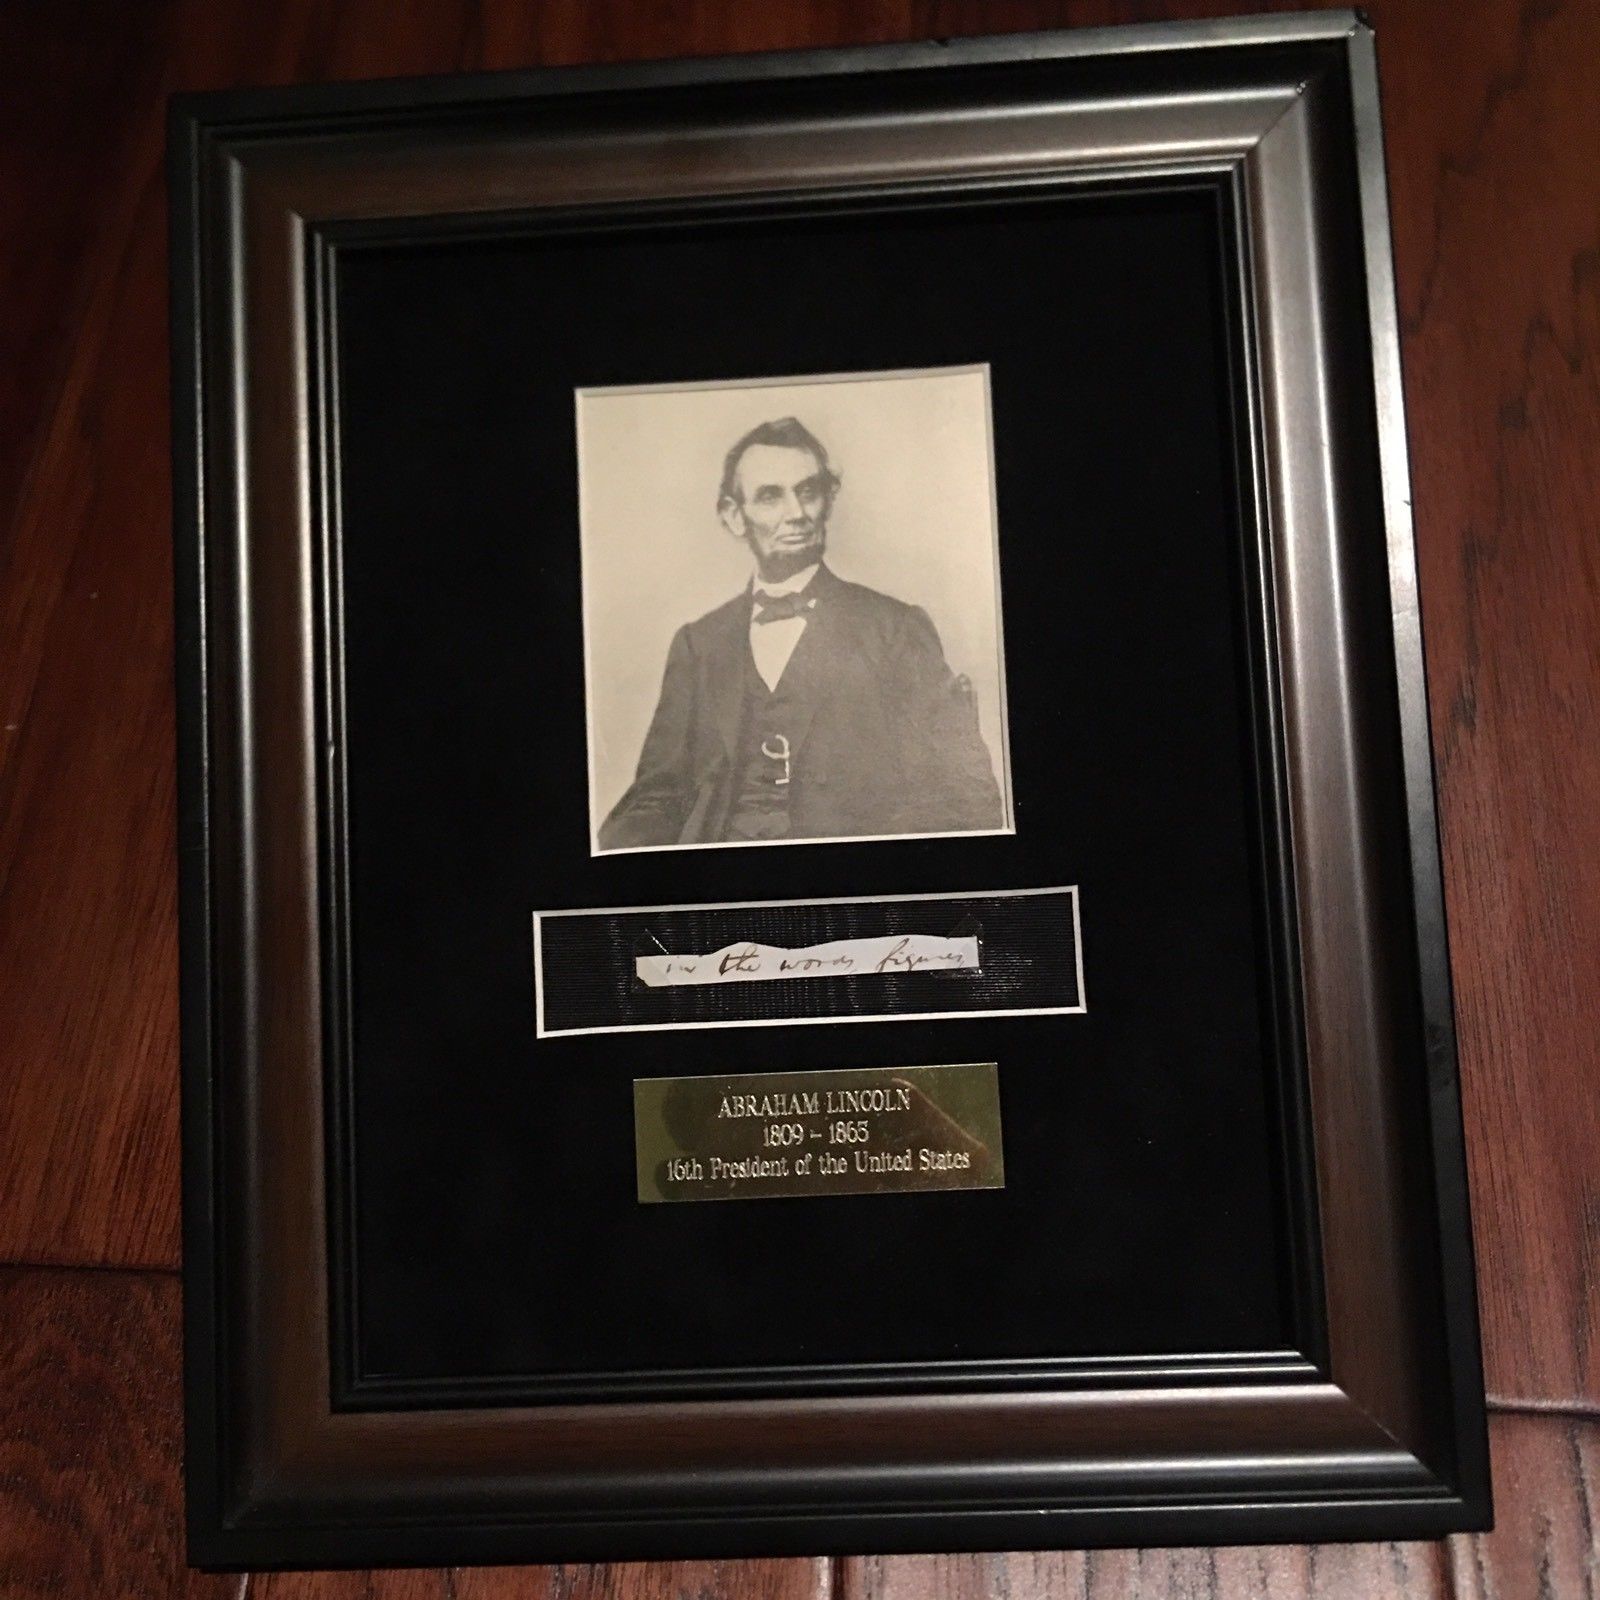 in the words, figures,
ABRAHAM LINCOLN
1809 - 1865
16th President of the United States